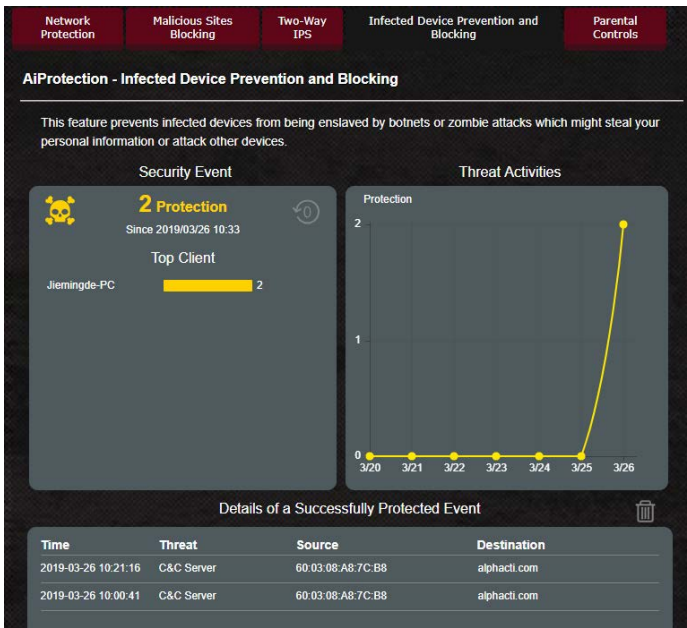 Network
Protection
Malicious Sites
Blocking
Two-Way
IPS
Infected Device Prevention and
Blocking
Parental
Controls
AiProtection - Infected Device Prevention and Blocking
This feature prevents infected devices from being enslaved by botnets or zombie attacks which might steal your
personal information or attack other devices.
Security Event
2 Protection
0
Since 2019/03/26 10:33
Top Client
Jiemingde-PC 2
Threat Activities
Protection
2
1
0
3/20 3/21 3/22 3/23 3/24 3/25 3/26
Details of a Successfully Protected Event
Time Threat Source Destination
2019-03-26 10:21:16 C&C Server 60:03:08:A8:7C:B8 alphacti.com
2019-03-26 10:00:41 C&C Server 60:03:08:A8:7C:B8 alphacti.com